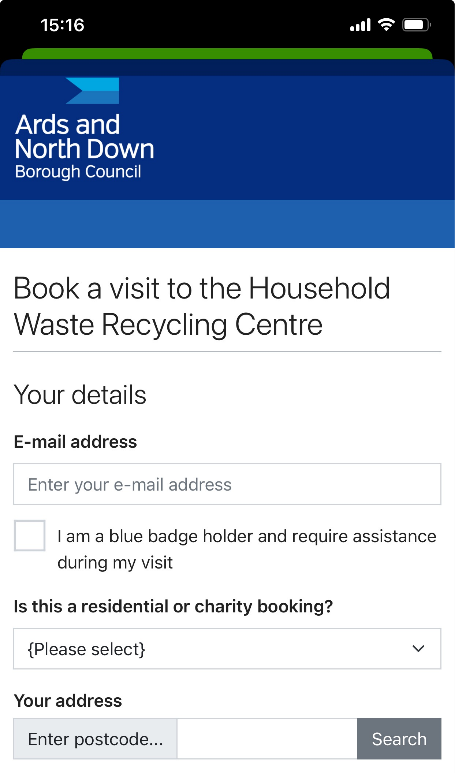 15:16
Ards and
North Down
Borough Council
Book a visit to the Household
Waste Recycling Centre
Your details
E-mail address
Enter your e-mail address
I am a blue badge holder and require assistance
during my visit
Is this a residential or charity booking?
{Please select}
Your address
Enter postcode... Search